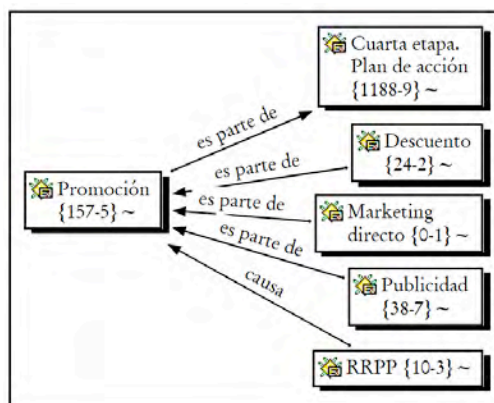 Cuarta etapa.
Plan de acción
{1188-9} ~
es parte de
Descuento
{24-2} ~
es parte de
Promoción
{157-5} ~
es parte de
Marketing
directo {0-1} ~
es parte de
Publicidad
{38-7} ~
causa
RRPP {10-3} ~